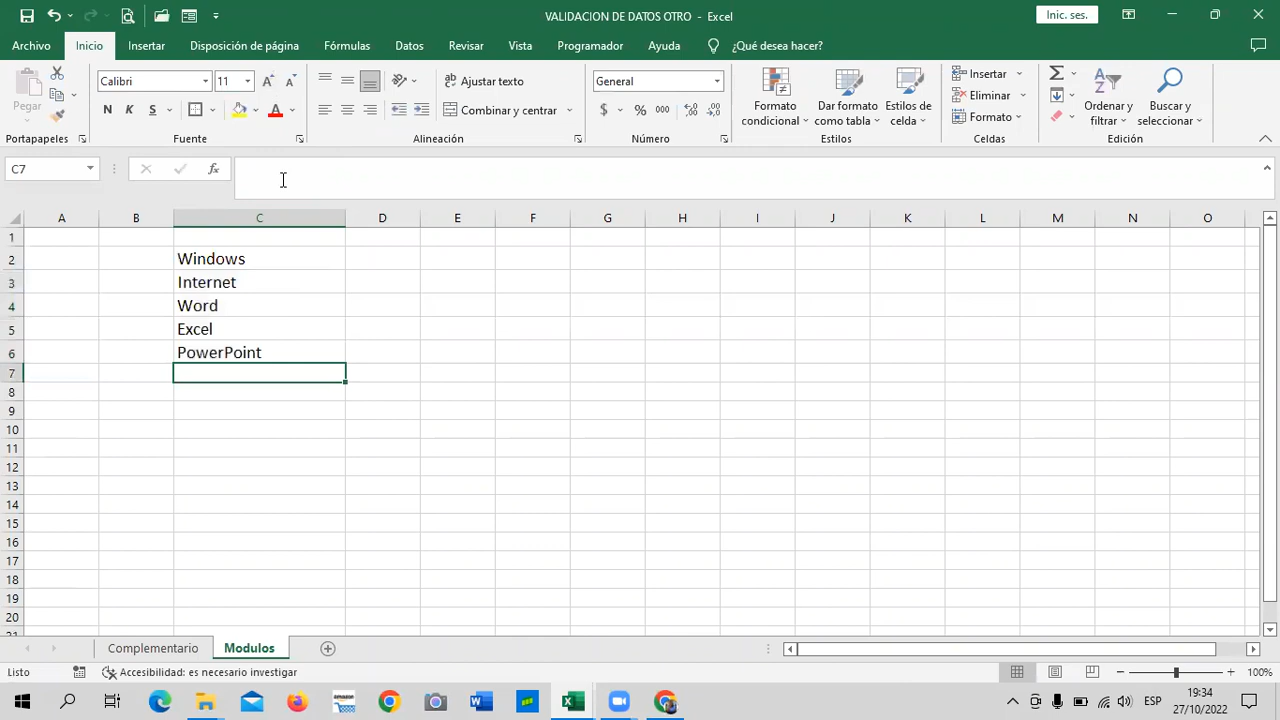 VALIDACION DE DATOS OTRO - Excel
Inic. ses.
Archivo Inicio Insertar Disposición de página Fórmulas Datos Revisar Vista Programador Ayuda ¿Qué desea hacer?
Pegar
Calibri 11
N K S
Ajustar texto
Combinar y centrar
General
$ % 000
Formato condicional
Dar formato como tabla
Estilos de celda
Insertar
Eliminar
Formato
Ordenar y filtrar
Buscar y seleccionar
Portapapeles Fuente Alineación Número Estilos Celdas Edición
C7 fx
A B C D E F G H I J K L M N O
1
2 Windows
3 Internet
4 Word
5 Excel
6 PowerPoint
7
8
9
10
11
12
13
14
15
16
17
18
19
20
21
Complementario Modulos
Listo Accesibilidad: es necesario investigar 100%
amazon
ESP
19:34
27/10/2022